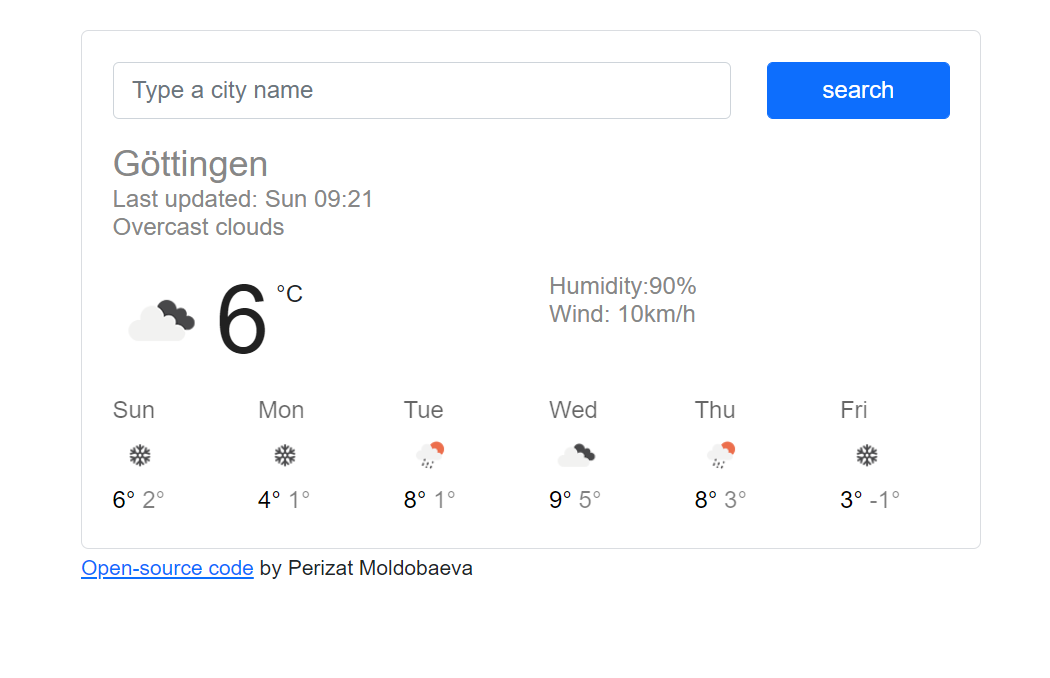 Type a city name
search
Göttingen
Last updated: Sun 09:21
Overcast clouds
6 °C
Humidity:90%
Wind: 10km/h
Sun Mon Tue Wed Thu Fri
6° 2° 4° 1° 8° 1° 9° 5° 8° 3° 3° -1°
Open-source code by Perizat Moldobaeva